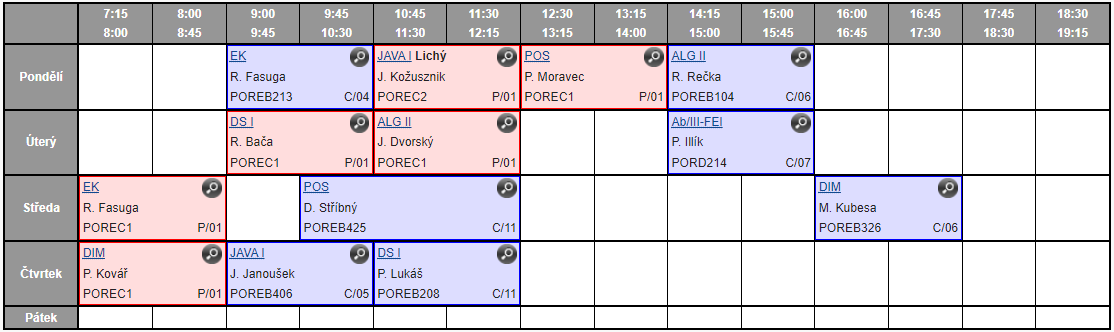 7:15 8:00 9:00 9:45 10:45 11:30 12:30 13:15 14:15 15:00 16:00 16:45 17:45 18:30
8:00 8:45 9:45 10:30 11:30 12:15 13:15 14:00 15:00 15:45 16:45 17:30 18:30 19:15
Pondělí
EK
R. Fasuga
POREB213 C/04
JAVA I Lichý
J. Kožusznik
POREC2 P/01
POS
P. Moravec
POREC1 P/01
ALG II
R. Rečka
POREB104 C/06
Úterý
DS I
R. Bača
POREC1 P/01
ALG II
J. Dvorský
POREC1 P/01
Ab/III-FEI
P. Illík
PORD214 C/07
Středa
EK
R. Fasuga
POREC1 P/01
POS
D. Stříbný
POREB425 C/11
DIM
M. Kubesa
POREB326 C/06
Čtvrtek
DIM
P. Kovář
POREC1 P/01
JAVA I
J. Janoušek
POREB406 C/05
DS I
P. Lukáš
POREB208 C/11
Pátek